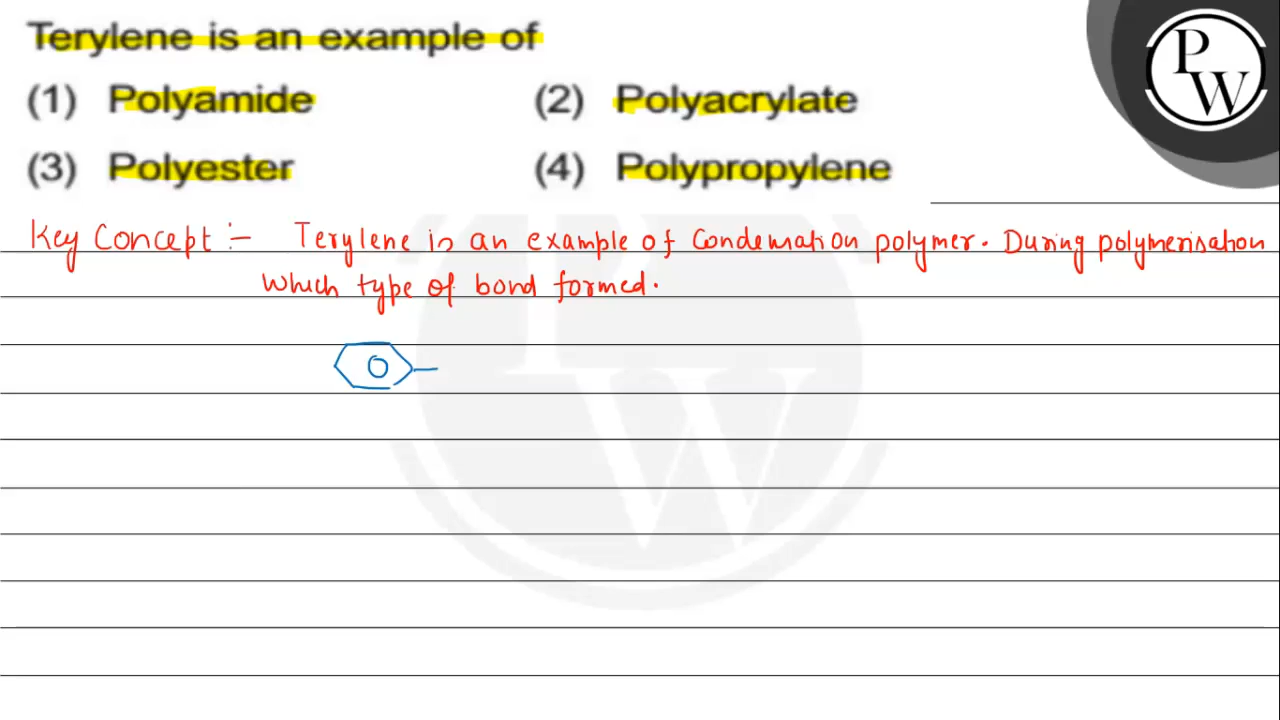 Terylene is an example of
(1) Polyamide (2) Polyacrylate
(3) Polyester (4) Polypropylene
Key Concept :- Terylene is an example of Condensation polymer. During polymerisation
which type of bond formed.
P
W